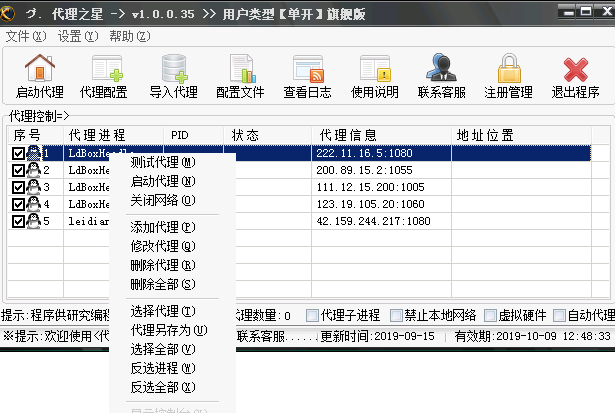 代理之星 -> v1.0.0.35 >> 用户类型【单开】旗舰版
文件(X) 设置(Y) 帮助(Z)
启动代理 代理配置 导入代理 配置文件 查看日志 使用说明 联系客服 注册管理 退出程序
代理控制=>
序号 代理进程 PID 状态 代理信息 地址位置
1 222.11.16.5:1080
2 200.89.15.2:1055
3 111.12.15.200:1005
4 123.19.105.20:1060
5 42.159.244.217:1080
测试代理(M)
启动代理(N)
关闭网络(O)
添加代理(P)
修改代理(Q)
删除代理(R)
删除全部(S)
选择代理(T)
代理另存为(U)
选择全部(V)
反选进程(W)
反选全部(X)
提示:程序供研究编程 代理数量:0 代理子进程 禁止本地网络 虚拟硬件 自动代理
※提示:欢迎使用<代 联系客服...... 更新时间:2019-09-15 有效期:2019-10-09 12:48:33